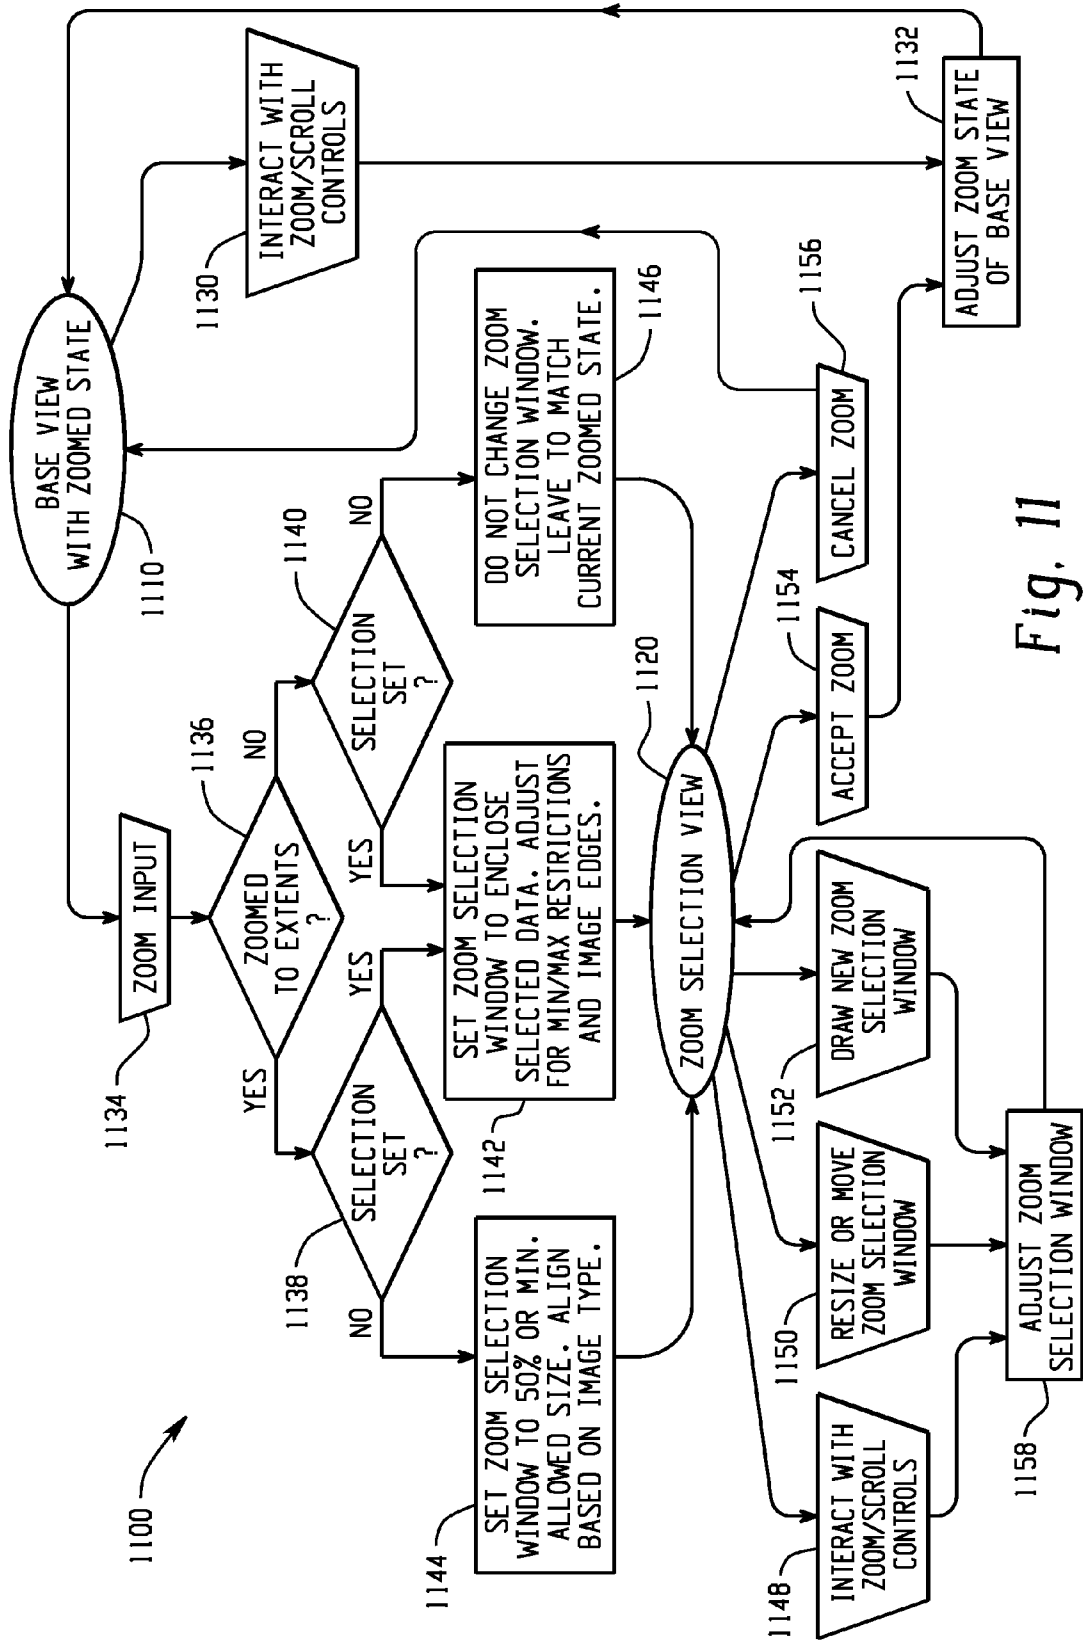 1100
BASE VIEW
WITH ZOOMED STATE
1110
INTERACT WITH
ZOOM/SCROLL
CONTROLS
1130
ZOOM INPUT
1134
ZOOMED
TO EXTENTS
?
1136
YES
NO
SELECTION
SET
?
1138
NO
YES
SELECTION
SET
?
1140
YES
NO
SET ZOOM SELECTION
WINDOW TO 50% OR MIN.
ALLOWED SIZE. ALIGN
BASED ON IMAGE TYPE.
1144
SET ZOOM SELECTION
WINDOW TO ENCLOSE
SELECTED DATA. ADJUST
FOR MIN/MAX RESTRICTIONS
AND IMAGE EDGES.
1142
DO NOT CHANGE ZOOM
SELECTION WINDOW.
LEAVE TO MATCH
CURRENT ZOOMED STATE.
1146
ZOOM SELECTION VIEW
1120
INTERACT WITH
ZOOM/SCROLL
CONTROLS
1148
RESIZE OR MOVE
ZOOM SELECTION
WINDOW
1150
DRAW NEW ZOOM
SELECTION
WINDOW
1152
ACCEPT ZOOM
1154
CANCEL ZOOM
1156
ADJUST ZOOM STATE
OF BASE VIEW
1132
ADJUST ZOOM
SELECTION WINDOW
1158
Fig. 11